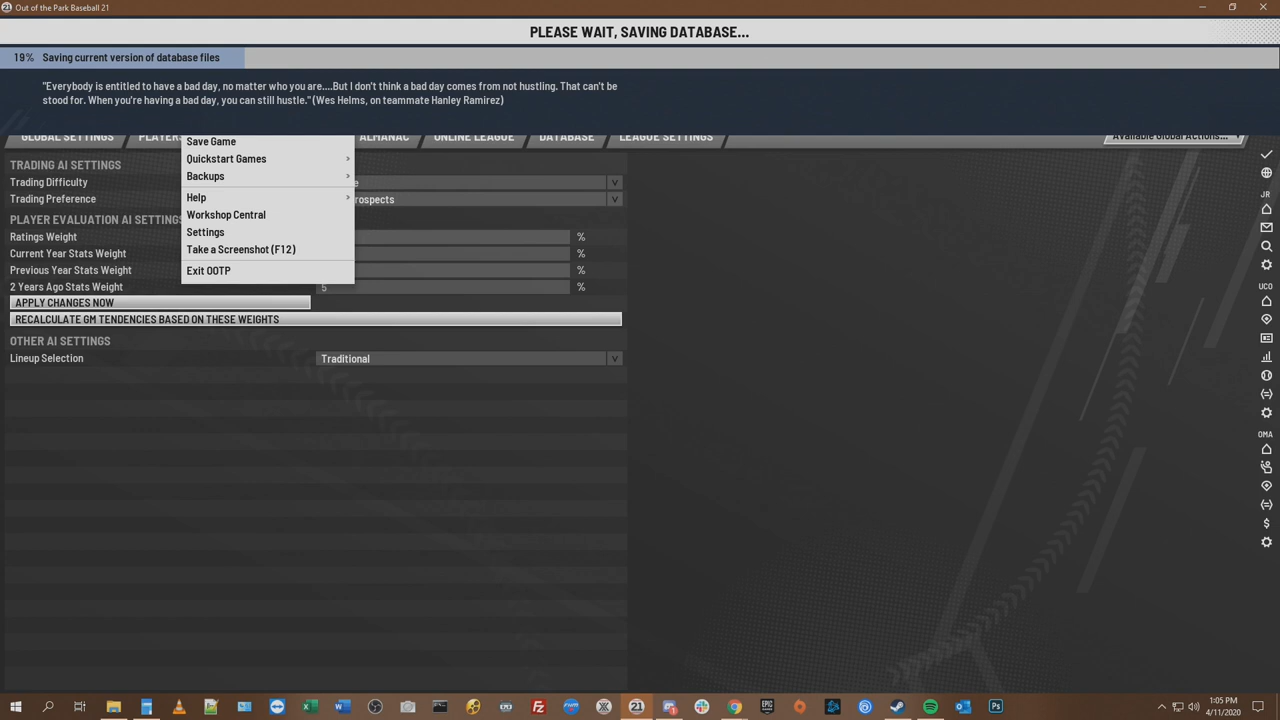 Out of the Park Baseball 21
PLEASE WAIT, SAVING DATABASE...
19% Saving current version of database files
"Everybody is entitled to have a bad day, no matter who you are....But I don't think a bad day comes from not hustling. That can't be
stood for. When you're having a bad day, you can still hustle." (Wes Helms, on teammate Hanley Ramirez)
GLOBAL SETTINGS
PLAYERS
ALMANAC
ONLINE LEAGUE
DATABASE
LEAGUE SETTINGS
Available Global Actions...
Save Game
Quickstart Games
Backups
Help
Workshop Central
Settings
Take a Screenshot (F12)
Exit OOTP
TRADING AI SETTINGS
Trading Difficulty
Trading Preference
rospects
PLAYER EVALUATION AI SETTINGS
Ratings Weight %
Current Year Stats Weight %
Previous Year Stats Weight %
2 Years Ago Stats Weight 5 %
APPLY CHANGES NOW
RECALCULATE GM TENDENCIES BASED ON THESE WEIGHTS
OTHER AI SETTINGS
Lineup Selection Traditional
JR
UCO
OMA
1:05 PM
4/11/2020